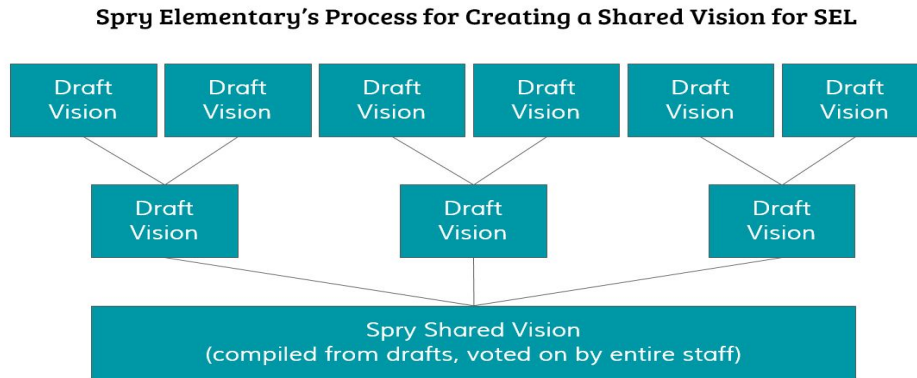 Spry Elementary’s Process for Creating a Shared Vision for SEL
Draft
Vision
Draft
Vision
Draft
Vision
Draft
Vision
Draft
Vision
Draft
Vision
Draft
Vision
Draft
Vision
Draft
Vision
Spry Shared Vision
(compiled from drafts, voted on by entire staff)